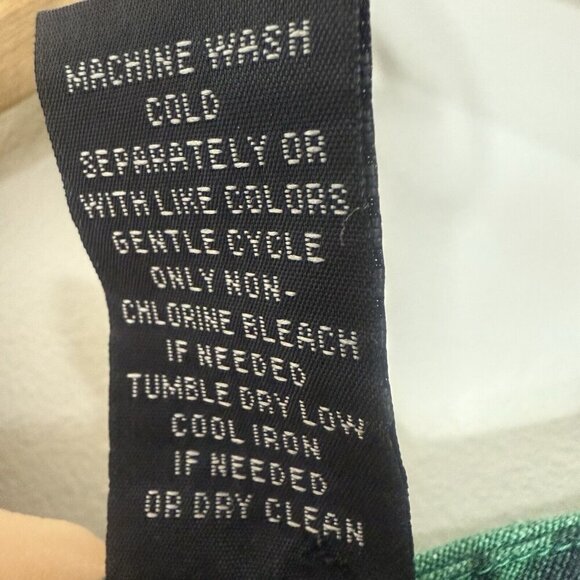 MACHINE WASH
COLD
SEPARATELY OR
WITH LIKE COLORS
GENTLE CYCLE
ONLY NON-
CHLORINE BLEACH
IF NEEDED
TUMBLE DRY LOW
COOL IRON
IF NEEDED
OR DRY CLEAN